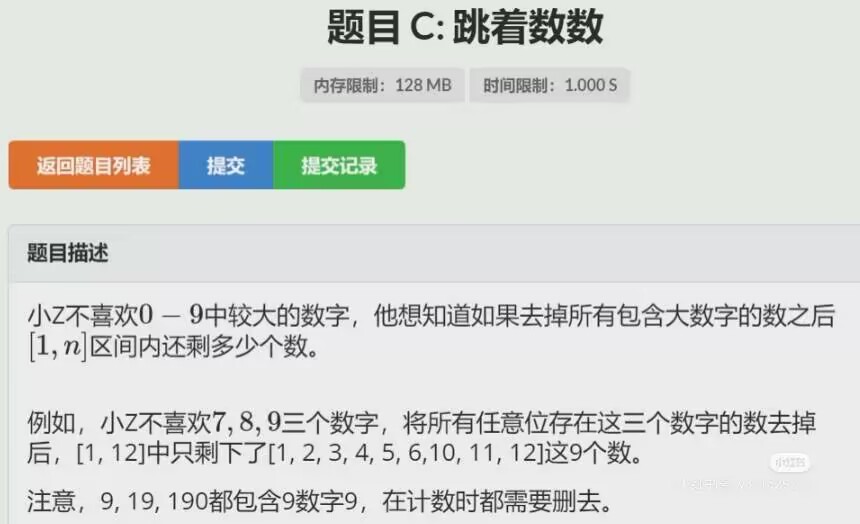 题目 C: 跳着数数
内存限制：128 MB 时间限制：1.000 S
返回题目列表 提交 提交记录
题目描述
小Z不喜欢0 − 9中较大的数字，他想知道如果去掉所有包含大数字的数之后
[1, n]区间内还剩多少个数。
例如，小Z不喜欢7, 8, 9三个数字，将所有任意位存在这三个数字的数去掉
后，[1, 12]中只剩下了[1, 2, 3, 4, 5, 6,10, 11, 12]这9个数。
小红书
注意，9, 19, 190都包含9数字9，在计数时都需要删去。